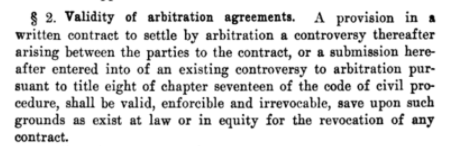 § 2. Validity of arbitration agreements. A provision in a
written contract to settle by arbitration a controversy thereafter
arising between the parties to the contract, or a submission here-
after entered into of an existing controversy to arbitration pur-
suant to title eight of chapter seventeen of the code of civil pro-
cedure, shall be valid, enforcible and irrevocable, save upon such
grounds as exist at law or in equity for the revocation of any
contract.